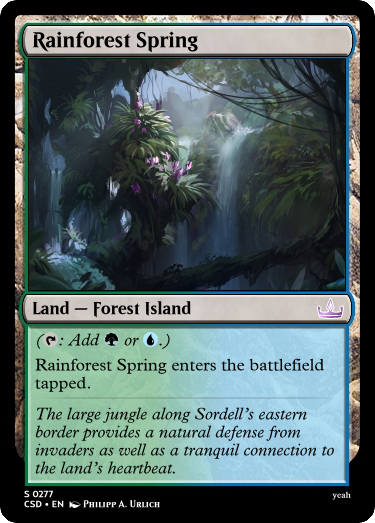 Rainforest Spring
Land — Forest Island
(: Add or .)
Rainforest Spring enters the battlefield
tapped.
The large jungle along Sordell's eastern
border provides a natural defense from
invaders as well as a tranquil connection to
the land's heartbeat.
S 0277
CSD • EN Philipp A. Urlich
yeah